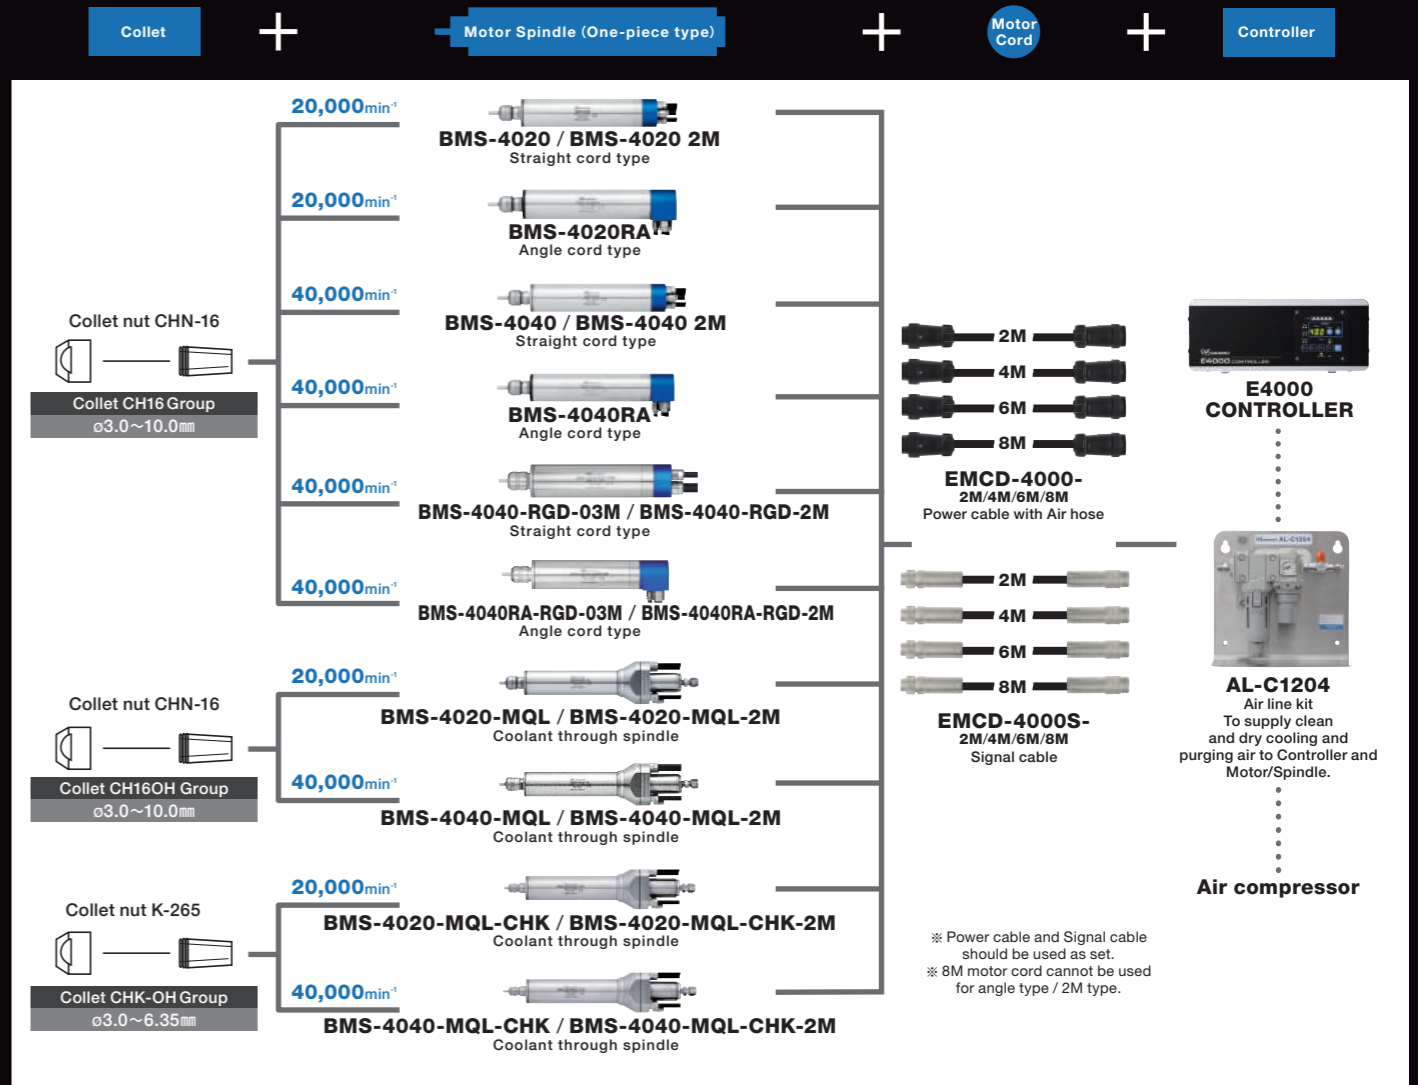 Collet
Motor Spindle (One-piece type)
Motor
Cord
Controller
20,000min⁻¹
BMS-4020 / BMS-4020 2M
Straight cord type
20,000min⁻¹
BMS-4020RA
Angle cord type
40,000min⁻¹
BMS-4040 / BMS-4040 2M
Straight cord type
40,000min⁻¹
BMS-4040RA
Angle cord type
40,000min⁻¹
BMS-4040-RGD-03M / BMS-4040-RGD-2M
Straight cord type
40,000min⁻¹
BMS-4040RA-RGD-03M / BMS-4040RA-RGD-2M
Angle cord type
Collet nut CHN-16
Collet CH16 Group
ø3.0～10.0㎜
20,000min⁻¹
BMS-4020-MQL / BMS-4020-MQL-2M
Coolant through spindle
40,000min⁻¹
BMS-4040-MQL / BMS-4040-MQL-2M
Coolant through spindle
Collet nut CHN-16
Collet CH16OH Group
ø3.0～10.0㎜
20,000min⁻¹
BMS-4020-MQL-CHK / BMS-4020-MQL-CHK-2M
Coolant through spindle
40,000min⁻¹
BMS-4040-MQL-CHK / BMS-4040-MQL-CHK-2M
Coolant through spindle
Collet nut K-265
Collet CHK-OH Group
ø3.0～6.35㎜
2M
4M
6M
8M
EMCD-4000-
2M/4M/6M/8M
Power cable with Air hose
2M
4M
6M
8M
EMCD-4000S-
2M/4M/6M/8M
Signal cable
※ Power cable and Signal cable
should be used as set.
※ 8M motor cord cannot be used
for angle type / 2M type.
E4000 CONTROLLER
E4000
CONTROLLER
AL-C1204
AL-C1204
Air line kit
To supply clean
and dry cooling and
purging air to Controller and
Motor/Spindle.
Air compressor